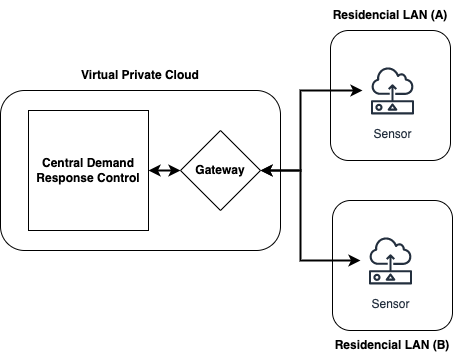 Residencial LAN (A)
Virtual Private Cloud
Sensor
Central Demand
Response Control
Gateway
Sensor
Residencial LAN (B)